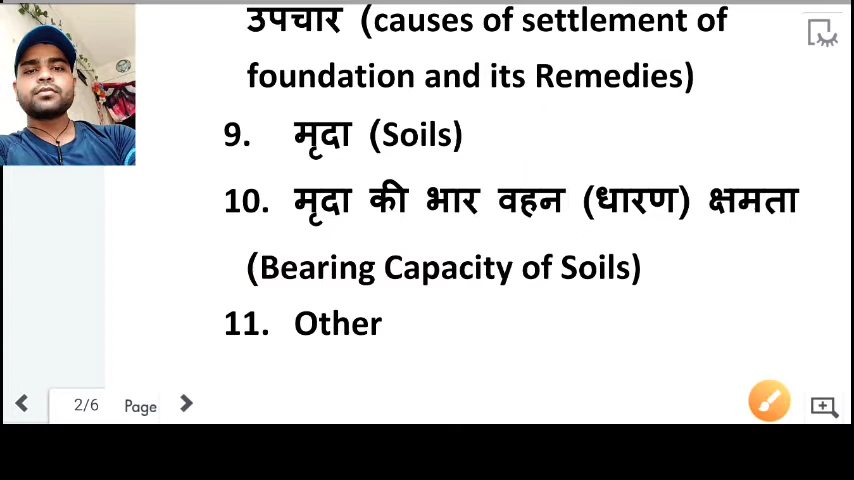 उपचार (causes of settlement of
foundation and its Remedies)
9. मृदा (Soils)
10. मृदा की भार वहन (धारण) क्षमता
(Bearing Capacity of Soils)
11. Other
2/6 Page